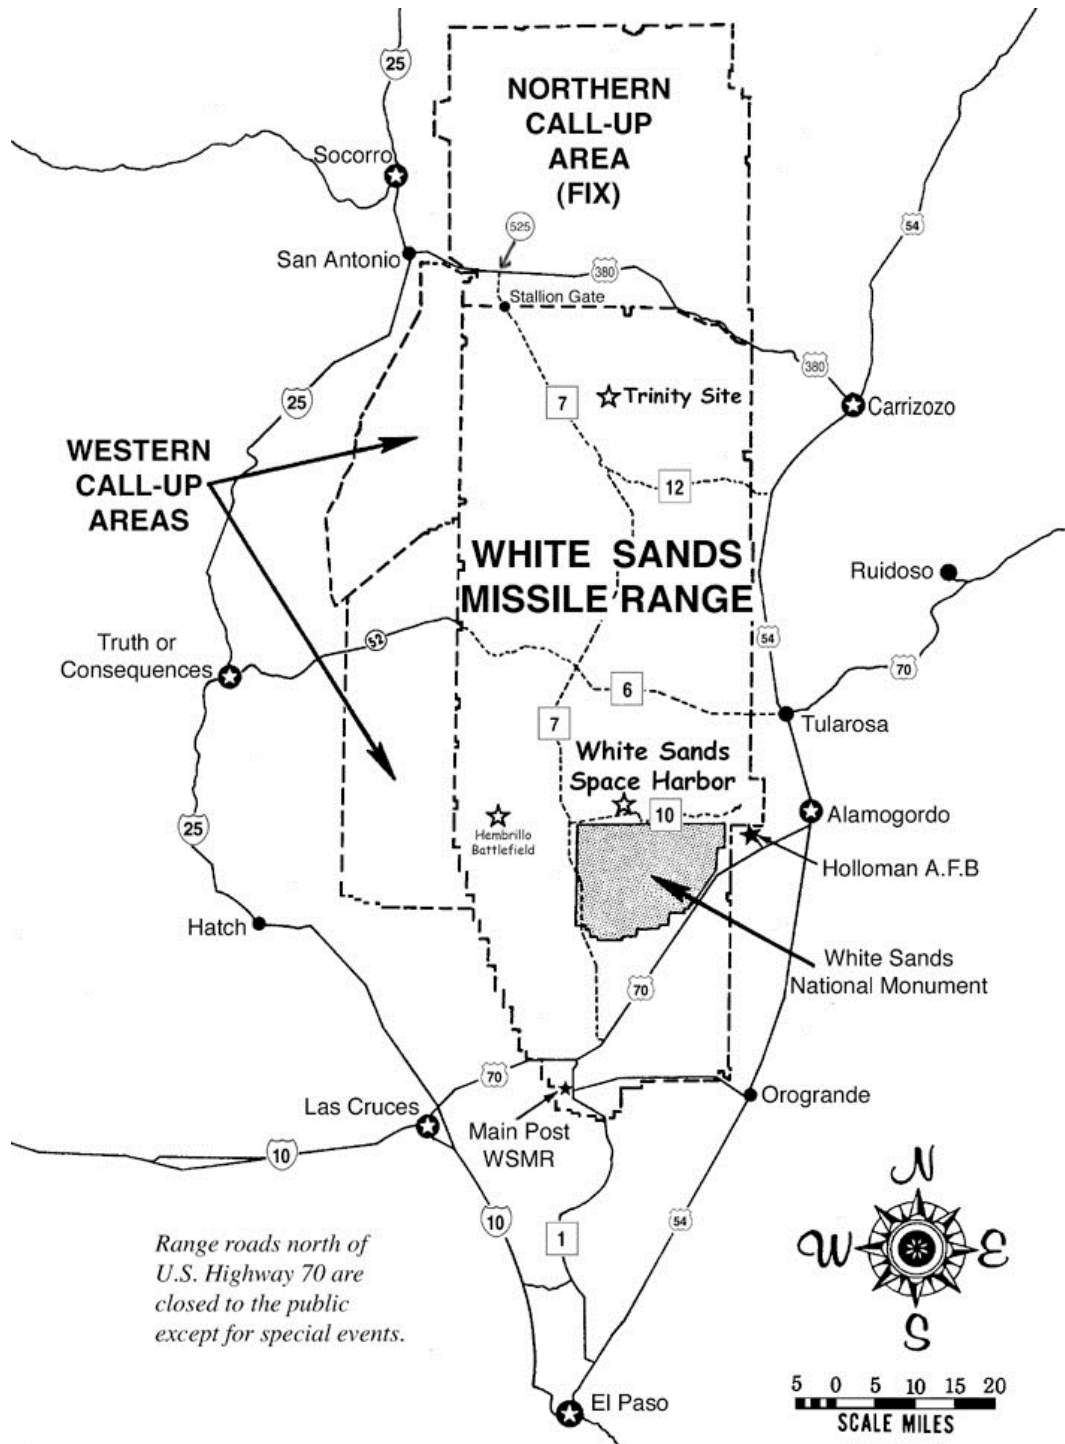 25
NORTHERN
CALL-UP
AREA
(FIX)
Socorro
54
525
San Antonio
380
Stallion Gate
380
25
7
Trinity Site
Carrizozo
WESTERN
CALL-UP
AREAS
12
WHITE SANDS
MISSILE RANGE
Ruidoso
Truth or
Consequences
52
54
70
6
7
Tularosa
White Sands
Space Harbor
25
10
Hembrillo
Battlefield
Alamogordo
Holloman A.F.B
Hatch
White Sands
National Monument
70
70
Las Cruces
Orogrande
Main Post
WSMR
10
10
1
54
N
W
E
S
Range roads north of
U.S. Highway 70 are
closed to the public
except for special events.
El Paso
5 0 5 10 15 20
SCALE MILES